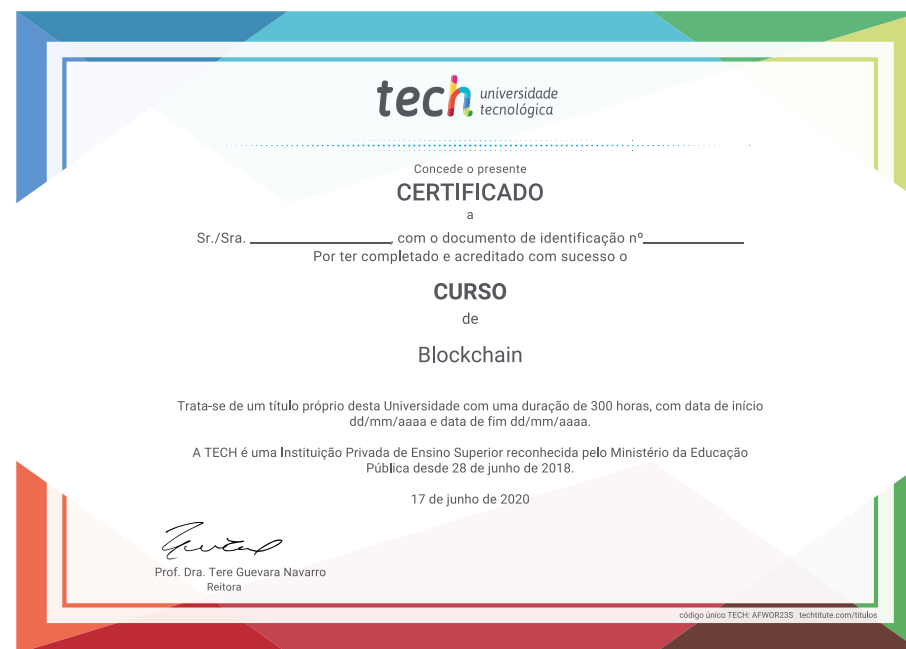 tech universidade
tecnológica
Concede o presente
CERTIFICADO
a
Sr./Sra. ________________, com o documento de identificação nº____________
Por ter completado e acreditado com sucesso o
CURSO
de
Blockchain
Trata-se de um título próprio desta Universidade com uma duração de 300 horas, com data de início
dd/mm/aaaa e data de fim dd/mm/aaaa.
A TECH é uma Instituição Privada de Ensino Superior reconhecida pelo Ministério da Educação
Pública desde 28 de junho de 2018.
17 de junho de 2020
Prof. Dra. Tere Guevara Navarro
Reitora
código único TECH: AFWOR23S techtitute.com/titulos